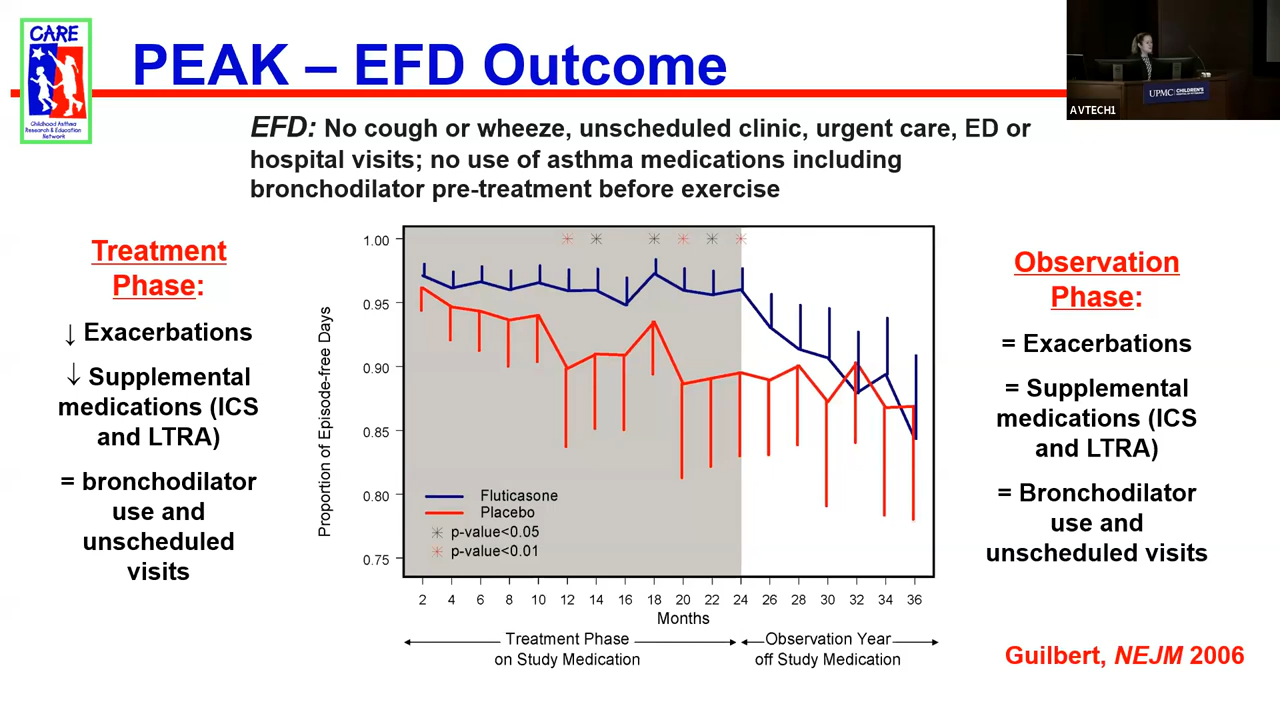 CARE
Childhood Asthma
Research & Education
Network
PEAK – EFD Outcome
UPMC CHILDREN'S
AVTECH1
EFD: No cough or wheeze, unscheduled clinic, urgent care, ED or
hospital visits; no use of asthma medications including
bronchodilator pre-treatment before exercise
Treatment
Phase:
↓ Exacerbations
↓ Supplemental
medications (ICS
and LTRA)
= bronchodilator
use and
unscheduled
visits
Proportion of Episode-free Days
1.00
0.95
0.90
0.85
0.80
0.75
Fluticasone
Placebo
p-value<0.05
p-value<0.01
2 4 6 8 10 12 14 16 18 20 22 24 26 28 30 32 34 36
Months
Treatment Phase
on Study Medication
Observation Year
off Study Medication
Observation
Phase:
= Exacerbations
= Supplemental
medications (ICS
and LTRA)
= Bronchodilator
use and
unscheduled visits
Guilbert, NEJM 2006